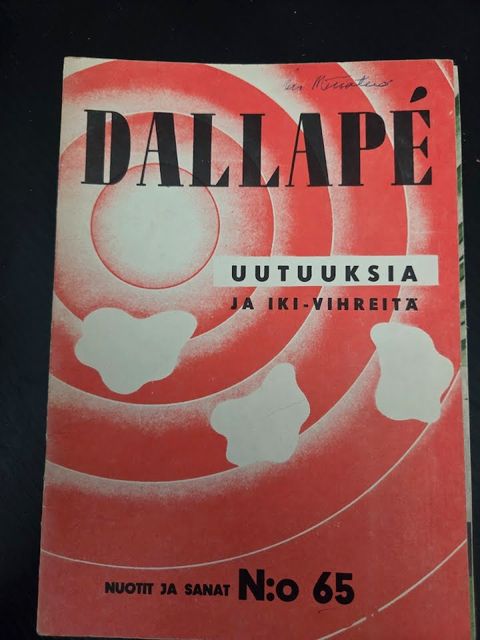 DALLAPÉ
UUTUUKSIA
JA IKI-VIHREITÄ
NUOTIT JA SANAT N:o 65